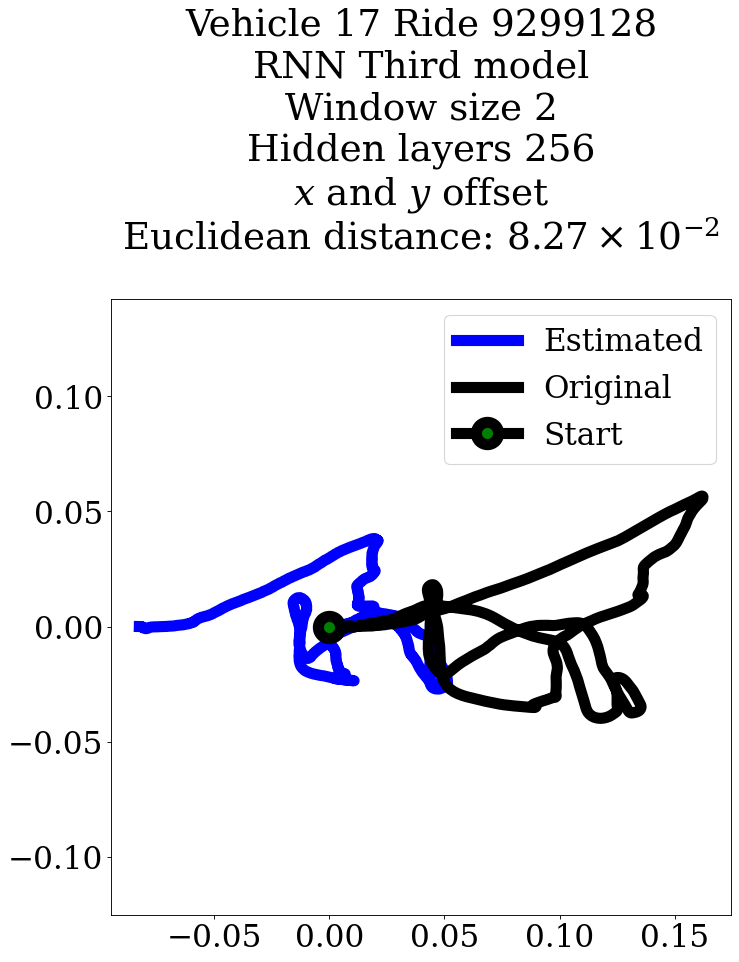 Vehicle 17 Ride 9299128
RNN Third model
Window size 2
Hidden layers 256
x and y offset
Euclidean distance: 8.27 × 10⁻²
Estimated
Original
Start
0.10
0.05
0.00
−0.05
−0.10
−0.05 0.00 0.05 0.10 0.15